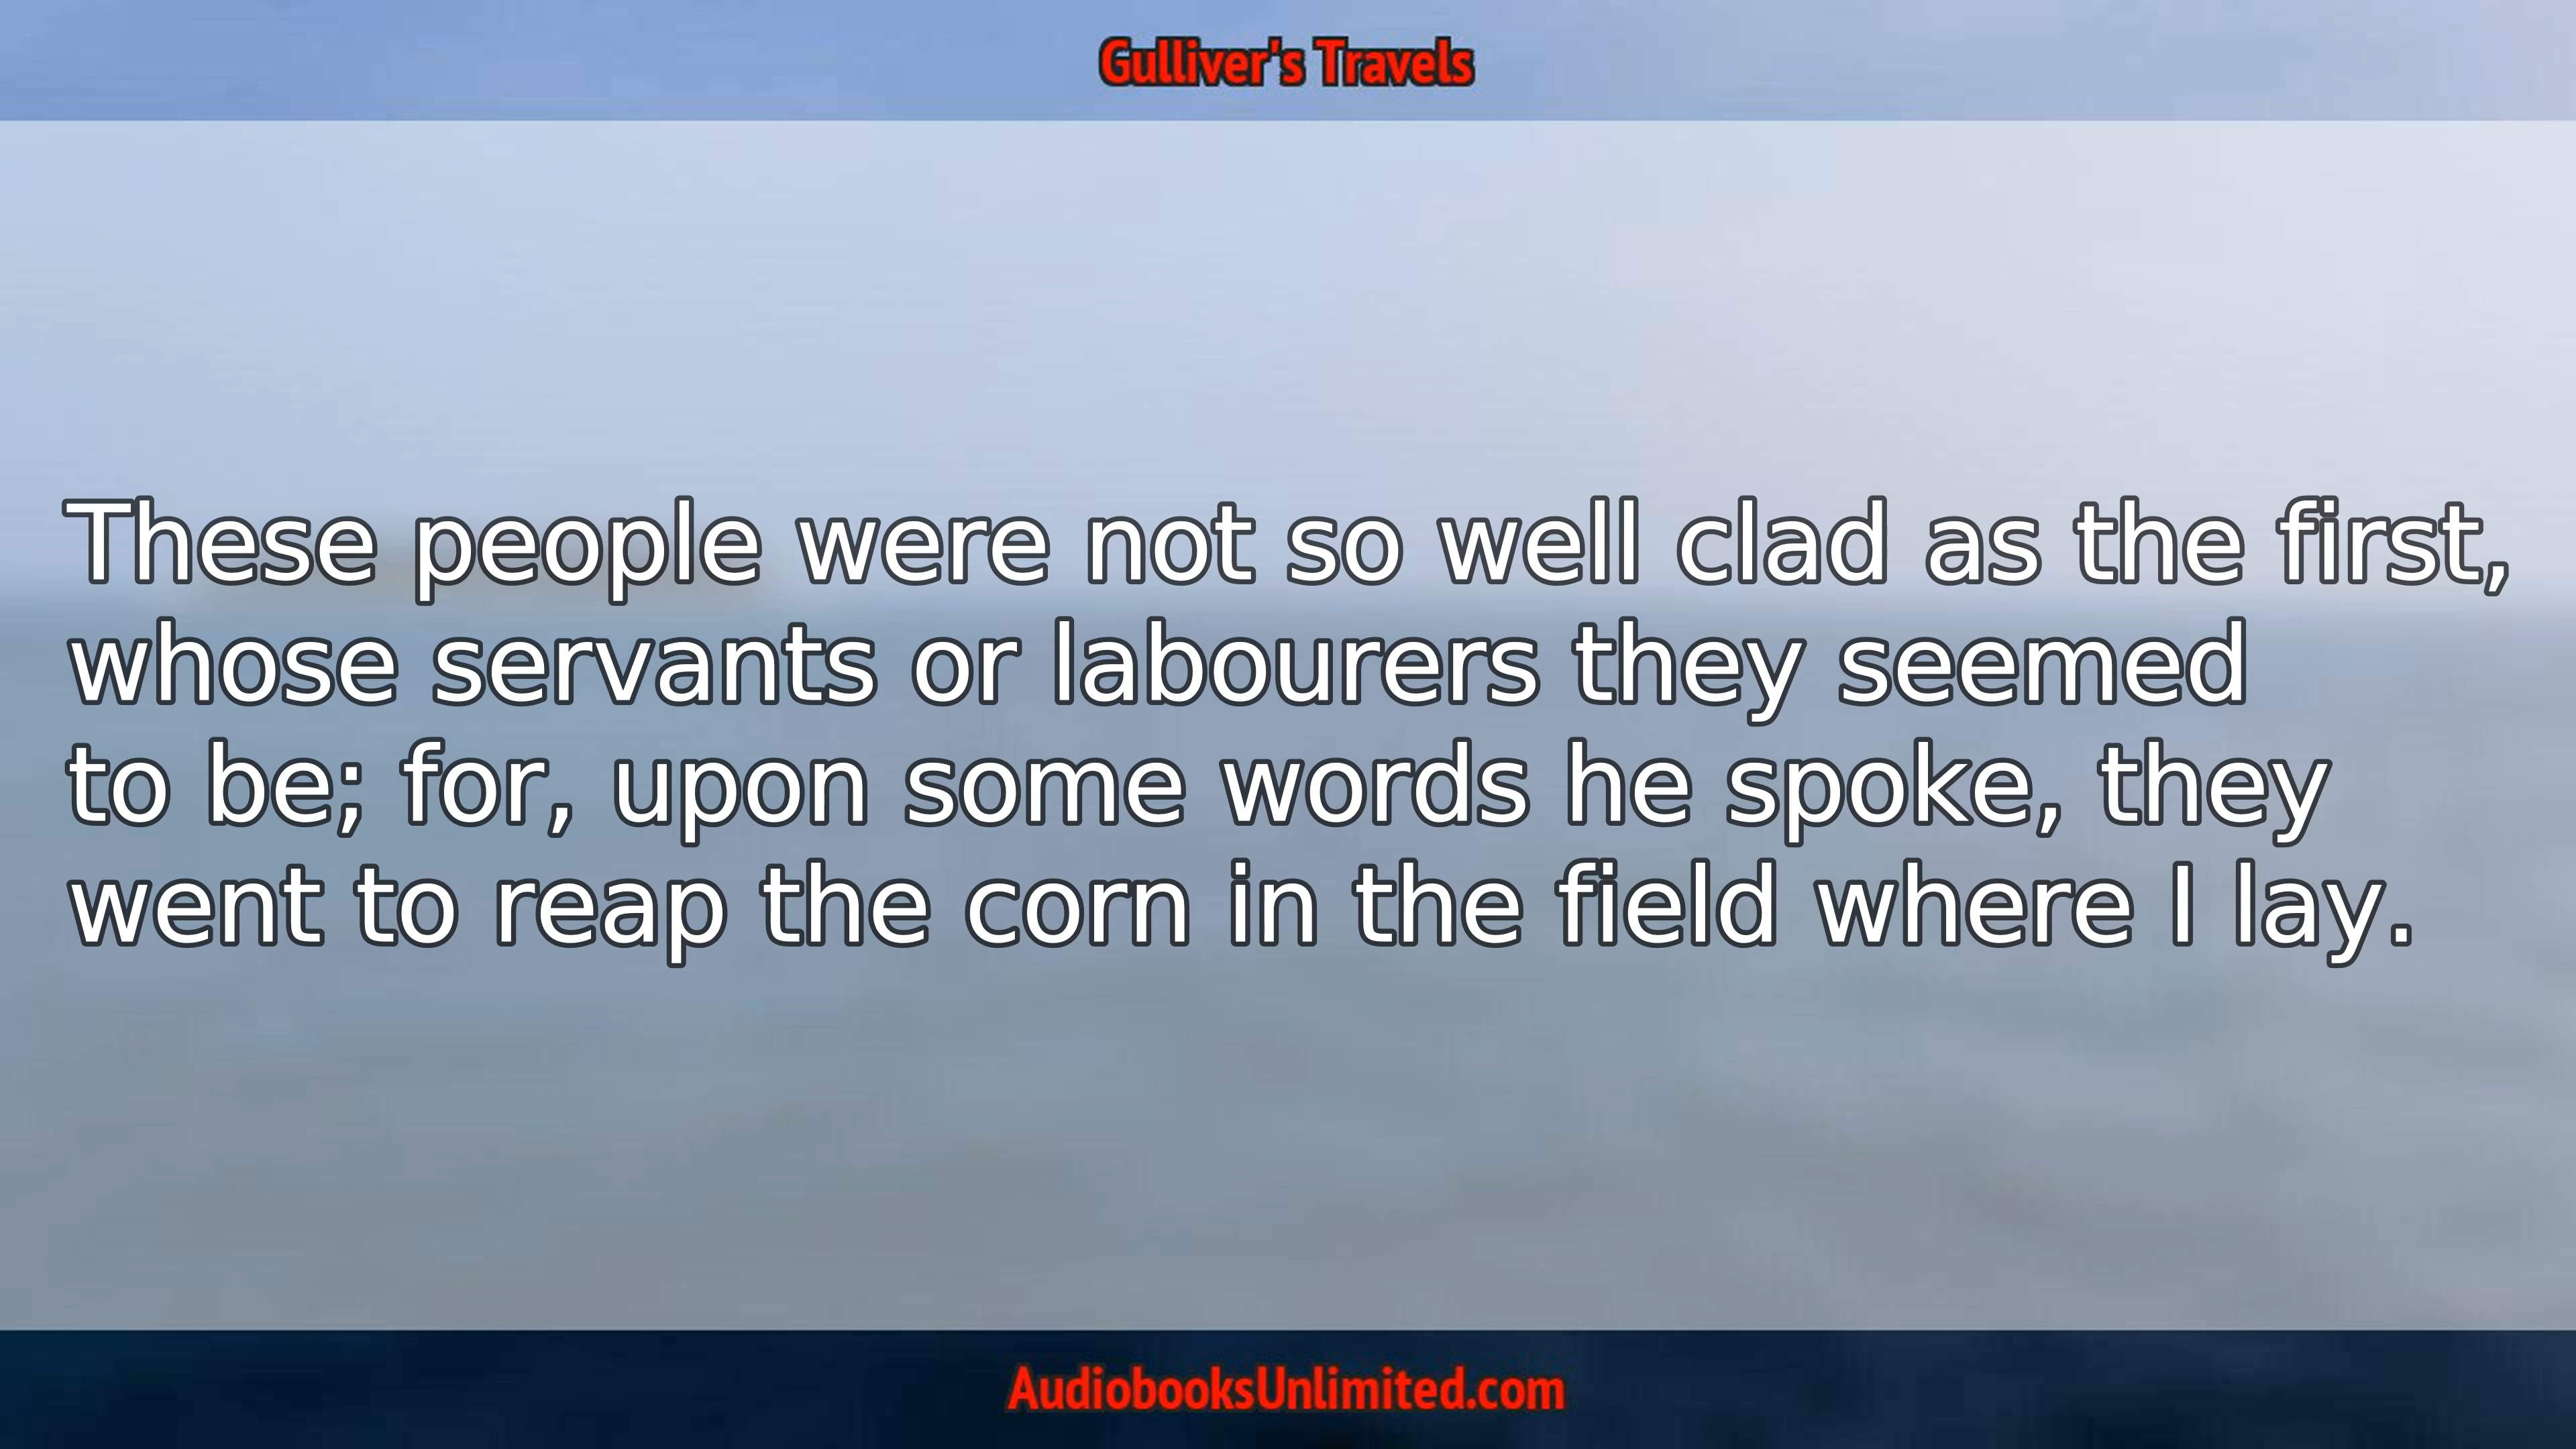 Gulliver's Travels
These people were not so well clad as the first,
whose servants or labourers they seemed
to be; for, upon some words he spoke, they
went to reap the corn in the field where I lay.
AudiobooksUnlimited.com